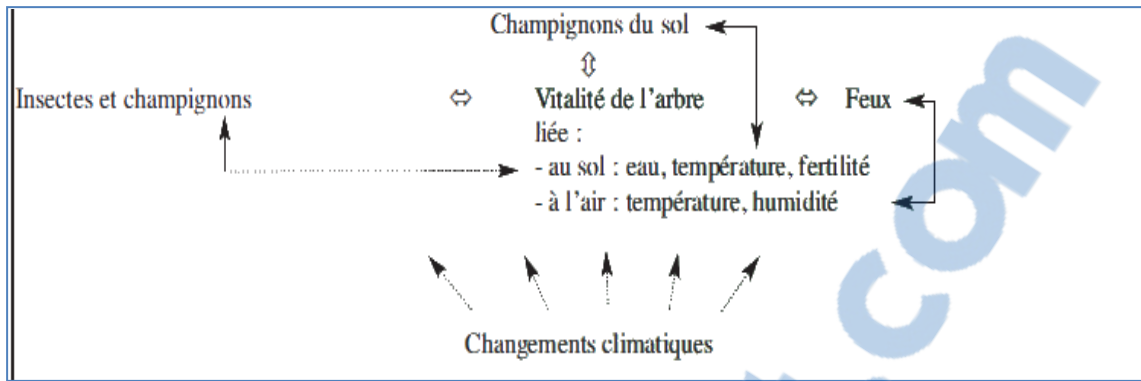 Champignons du sol
Insectes et champignons ⇔ Vitalité de l'arbre ⇔ Feux
liée :
- au sol : eau, température, fertilité
- à l'air : température, humidité
Changements climatiques
com